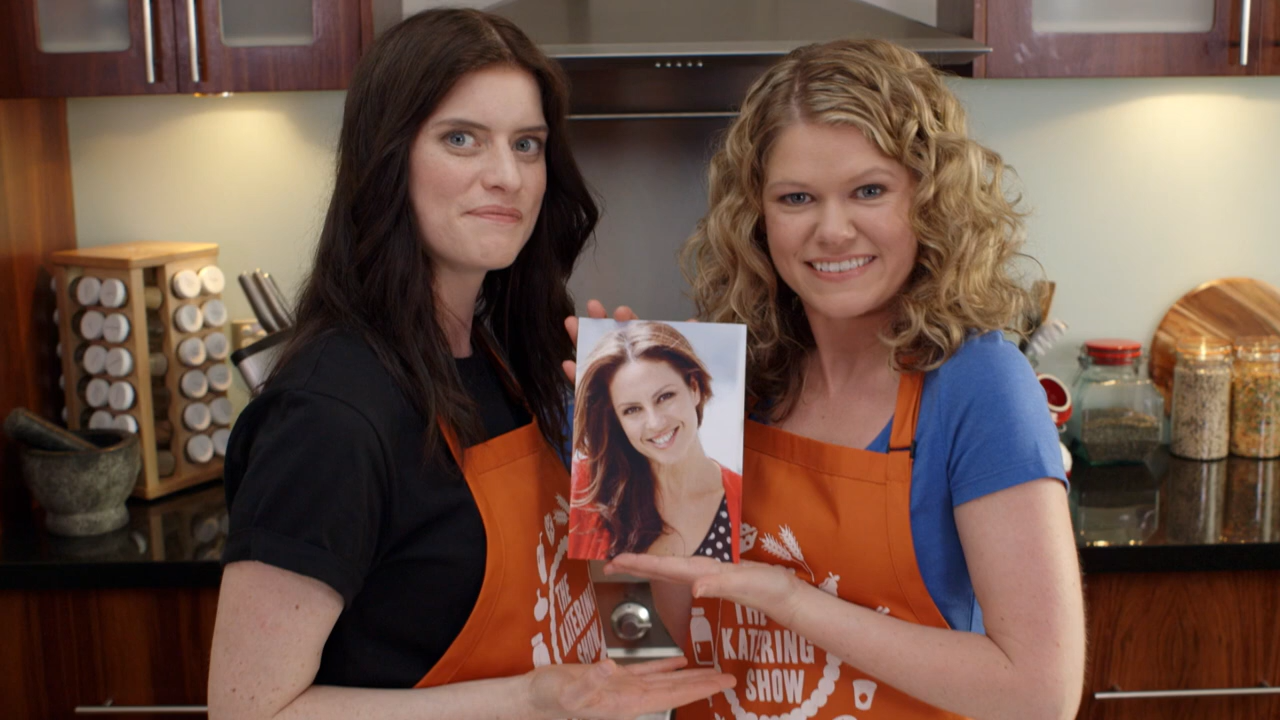 THE
KATERING
SHOW
THE
KATERING
SHOW